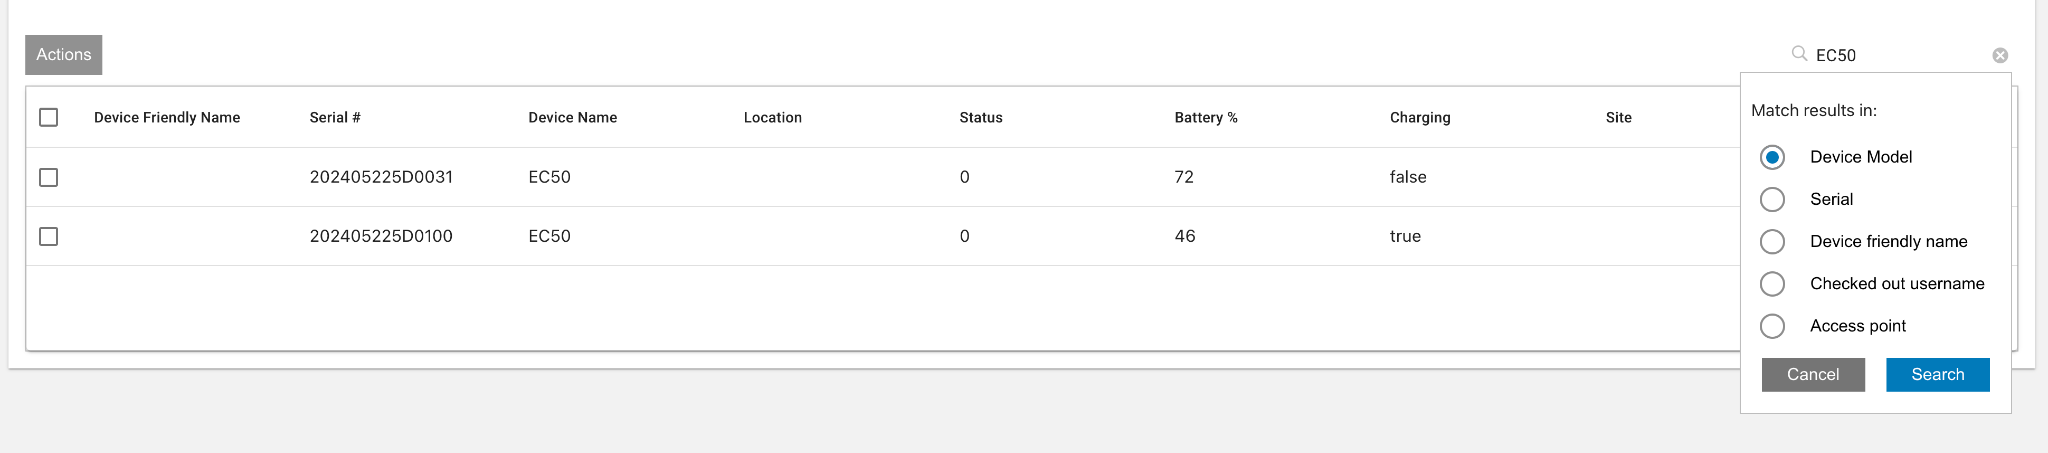 Actions
EC50
Device Friendly Name Serial # Device Name Location Status Battery % Charging Site
202405225D0031 EC50 0 72 false
202405225D0100 EC50 0 46 true
Match results in:
Device Model
Serial
Device friendly name
Checked out username
Access point
Cancel Search